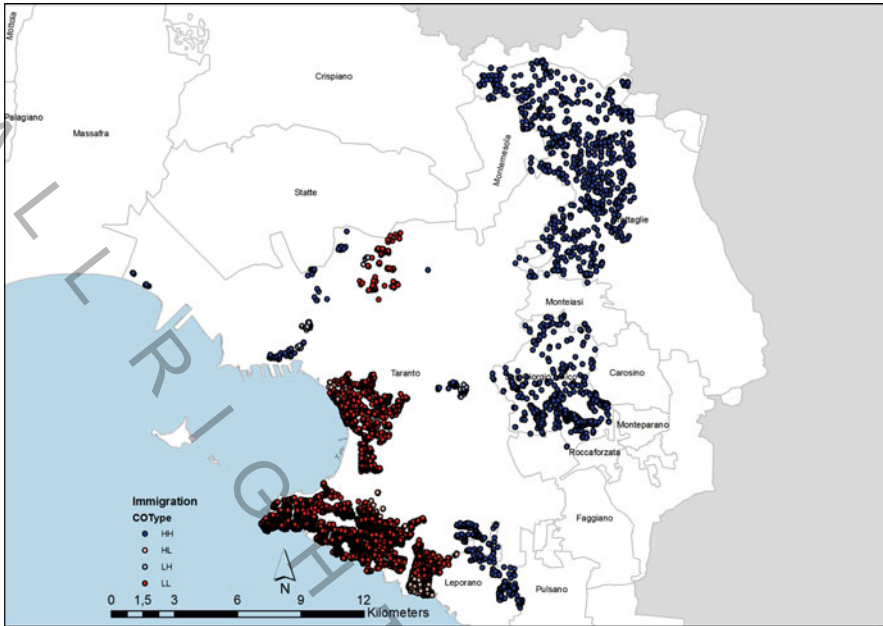 Mottola
Crispiano
Palagiano
Massafra
Montemesola
Statte
Monteiasi
Taranto
Carosino
Monteparano
Roccaforzata
Faggiano
Leporano
Pulsano
Immigration
COType
HH
HL
LH
LL
N
0 1,5 3 6 9 12
Kilometers
A L L R I G H